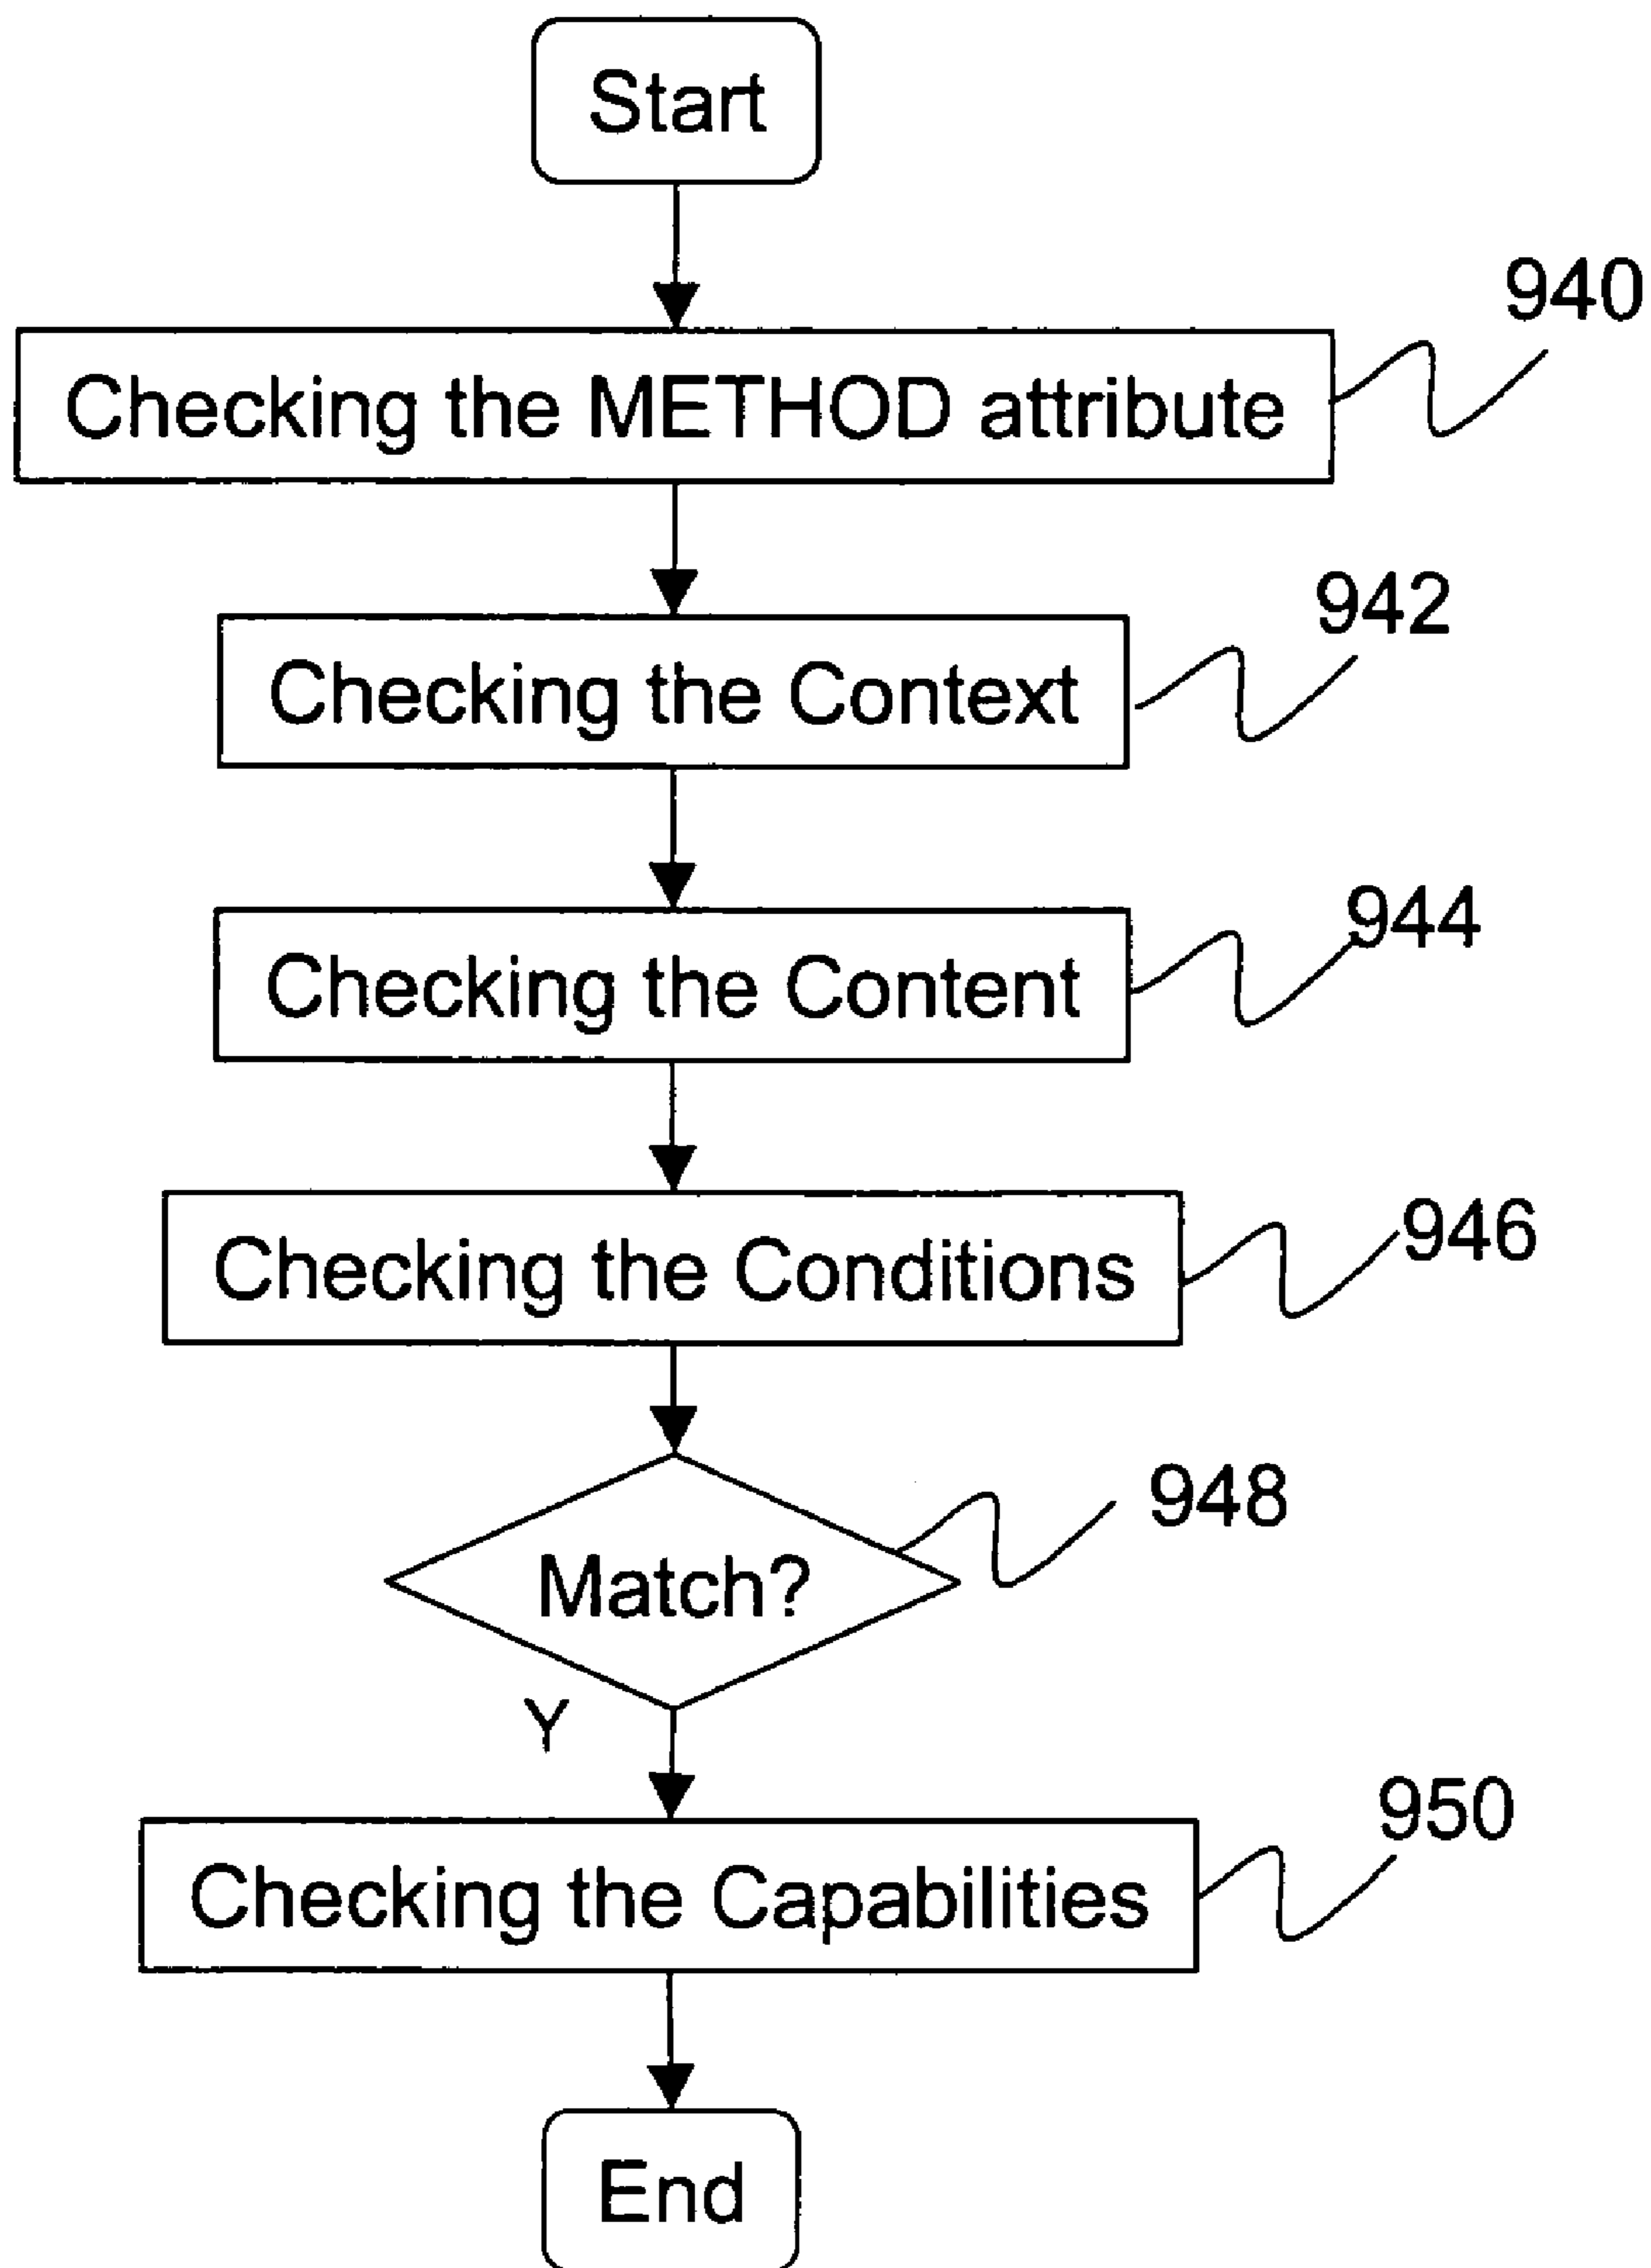 Start
940
Checking the METHOD attribute
942
Checking the Context
944
Checking the Content
946
Checking the Conditions
948
Match?
Y
950
Checking the Capabilities
End